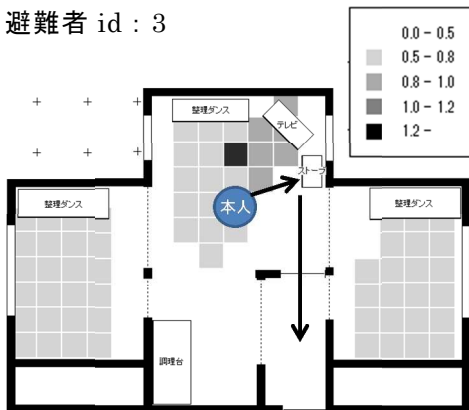 避難者 id：3
0.0 - 0.5
0.5 - 0.8
0.8 - 1.0
1.0 - 1.2
1.2 -
整理ダンス
テレビ
ストーブ
本人
整理ダンス
整理ダンス
調理台